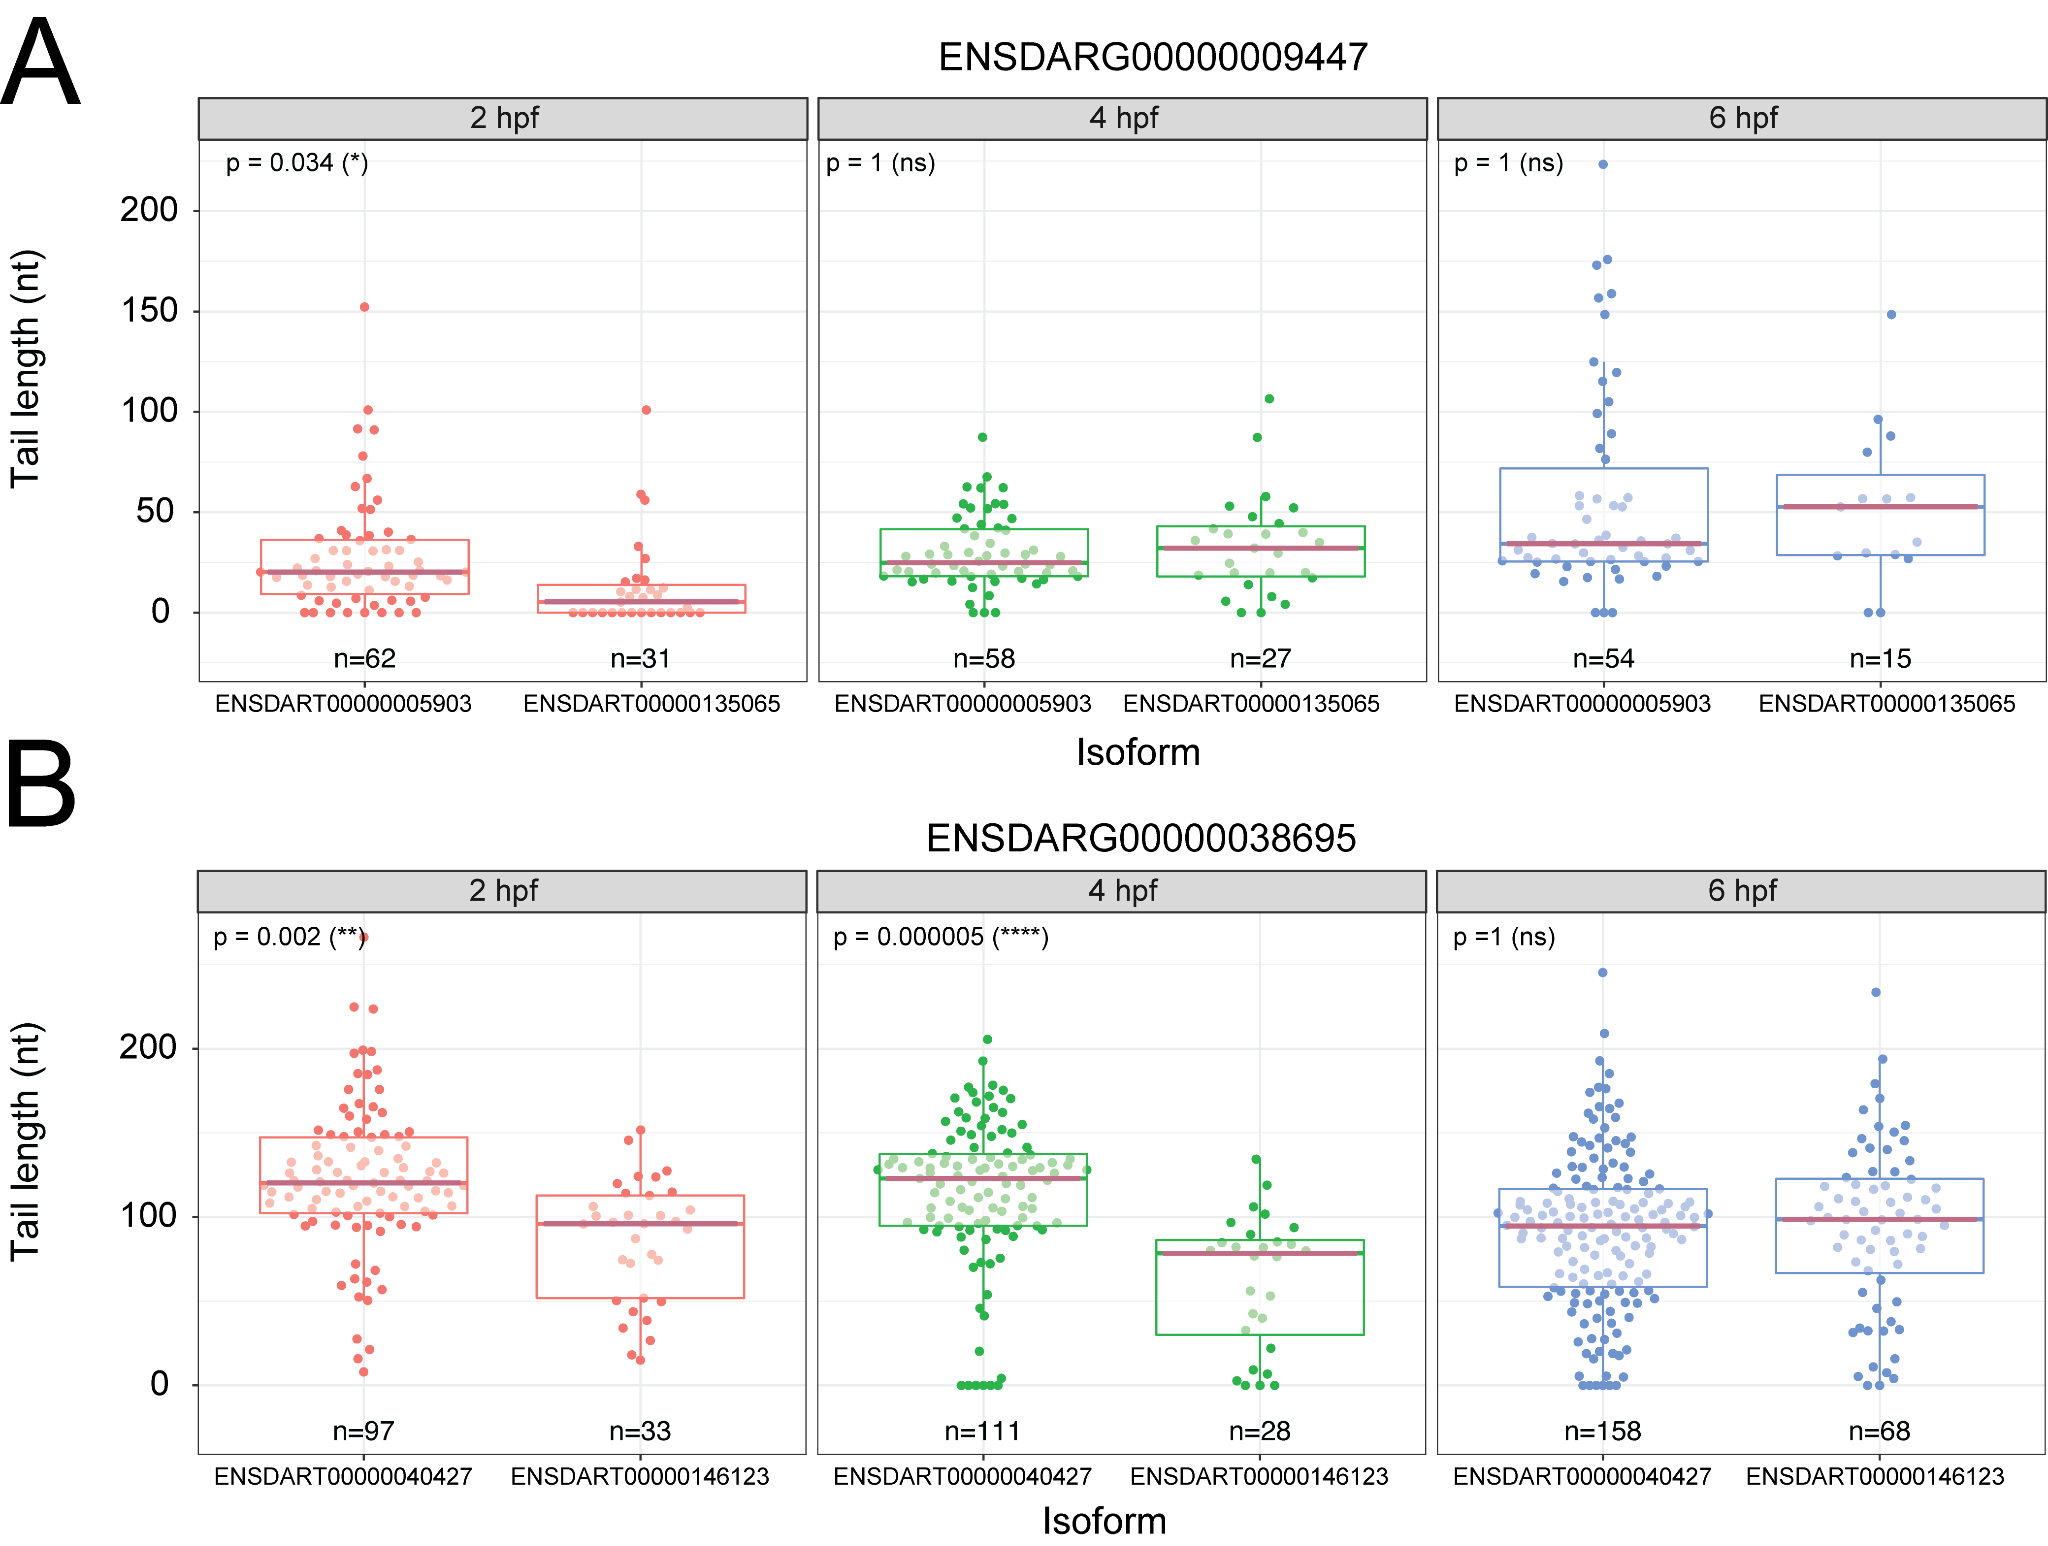 A
ENSDARG00000009447
2 hpf
4 hpf
6 hpf
p = 0.034 (*)
p = 1 (ns)
p = 1 (ns)
Tail length (nt)
200
150
100
50
0
n=62
n=31
n=58
n=27
n=54
n=15
ENSDART00000005903
ENSDART00000135065
ENSDART00000005903
ENSDART00000135065
ENSDART00000005903
ENSDART00000135065
Isoform
B
ENSDARG00000038695
2 hpf
4 hpf
6 hpf
p = 0.002 (**)
p = 0.000005 (****)
p =1 (ns)
Tail length (nt)
200
100
0
n=97
n=33
n=111
n=28
n=158
n=68
ENSDART00000040427
ENSDART00000146123
ENSDART00000040427
ENSDART00000146123
ENSDART00000040427
ENSDART00000146123
Isoform